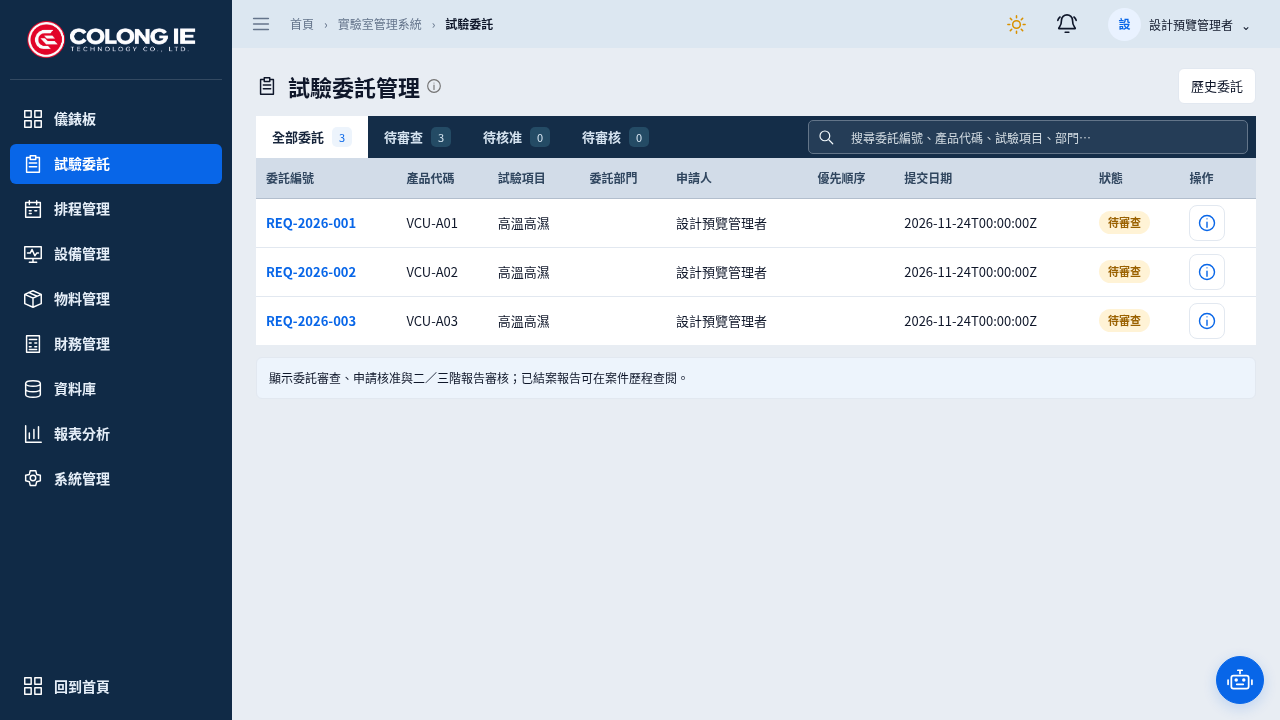 COLONG IE
TECHNOLOGY CO., LTD.
儀錶板
試驗委託
排程管理
設備管理
物料管理
財務管理
資料庫
報表分析
系統管理
回到首頁
首頁 › 實驗室管理系統 › 試驗委託
設 設計預覽管理者
試驗委託管理
歷史委託
全部委託 3 待審查 3 待核准 0 待審核 0 搜尋委託編號、產品代碼、試驗項目、部門…
委託編號 產品代碼 試驗項目 委託部門 申請人 優先順序 提交日期 狀態 操作
REQ-2026-001 VCU-A01 高溫高濕 設計預覽管理者 2026-11-24T00:00:00Z 待審查
REQ-2026-002 VCU-A02 高溫高濕 設計預覽管理者 2026-11-24T00:00:00Z 待審查
REQ-2026-003 VCU-A03 高溫高濕 設計預覽管理者 2026-11-24T00:00:00Z 待審查
顯示委託審查、申請核准與二／三階報告審核；已結案報告可在案件歷程查閱。